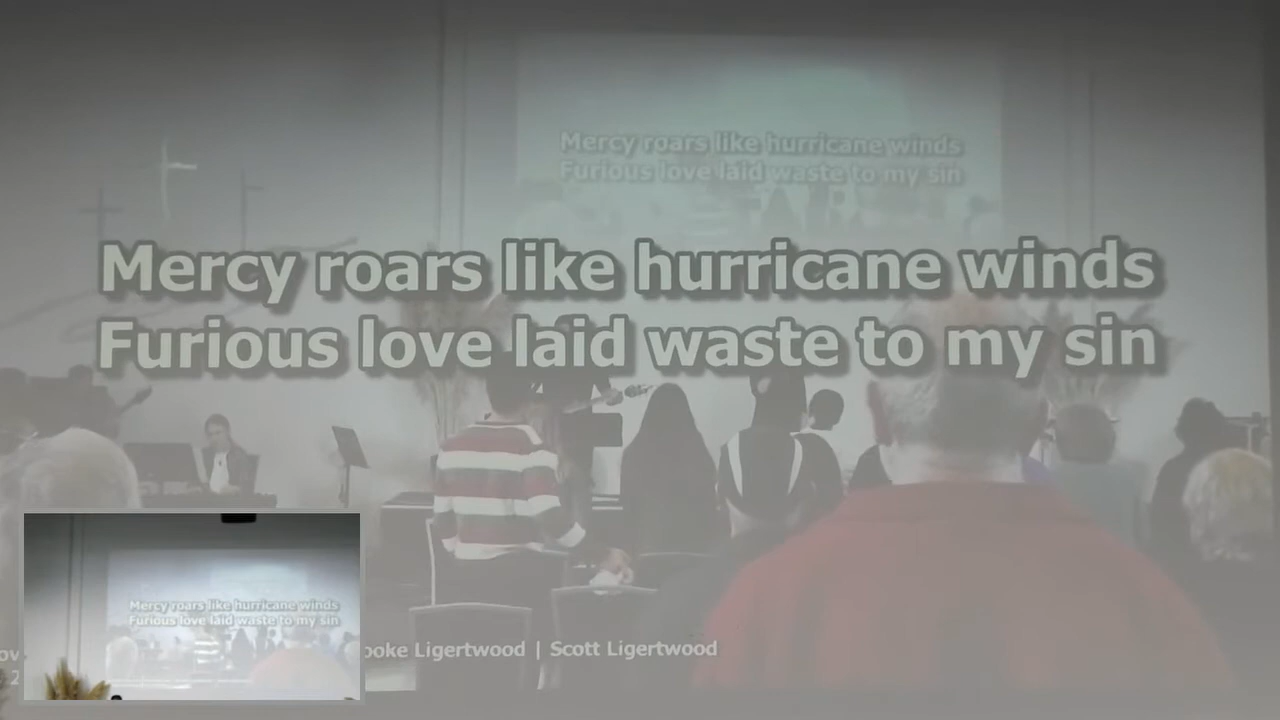 Mercy roars like hurricane winds
Furious love laid waste to my sin
Mercy roars like hurricane winds
Furious love laid waste to my sin
Ligertwood | Scott Ligertwood
Mercy roars like hurricane winds
Furious love laid waste to my sin